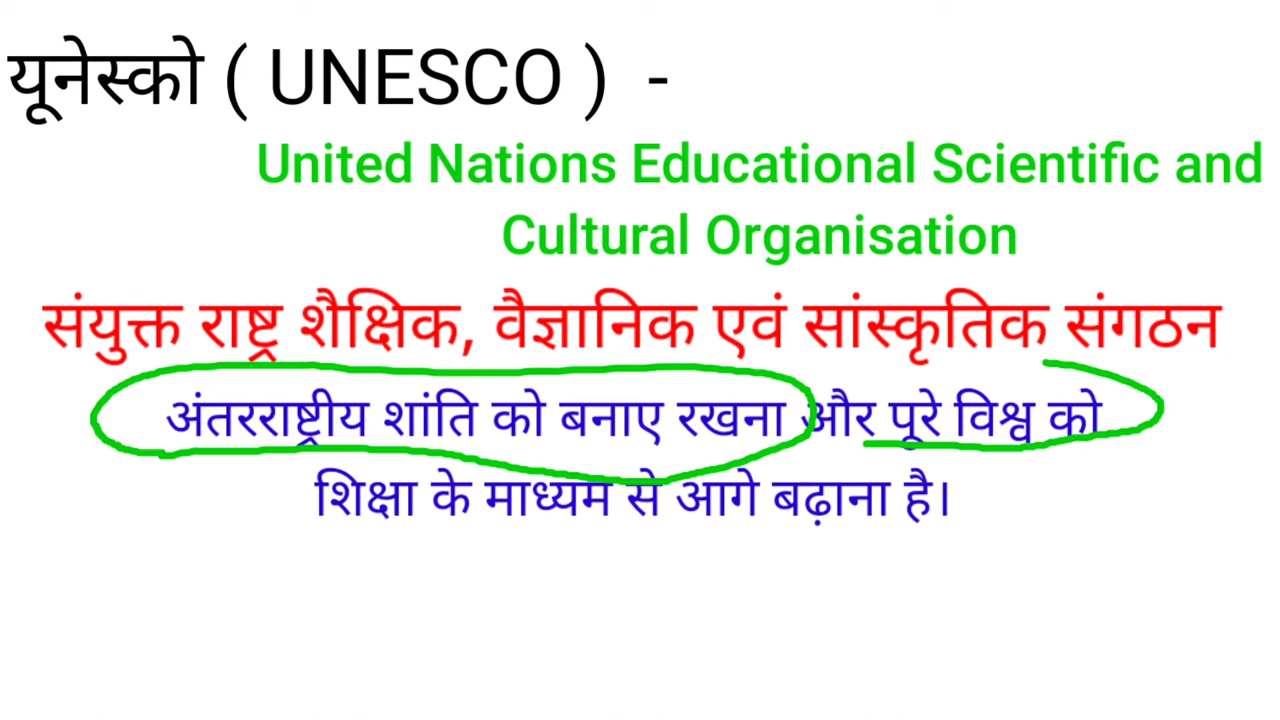 यूनेस्को ( UNESCO ) -
United Nations Educational Scientific and
Cultural Organisation
संयुक्त राष्ट्र शैक्षिक, वैज्ञानिक एवं सांस्कृतिक संगठन
अंतरराष्ट्रीय शांति को बनाए रखना और पूरे विश्व को
शिक्षा के माध्यम से आगे बढ़ाना है।